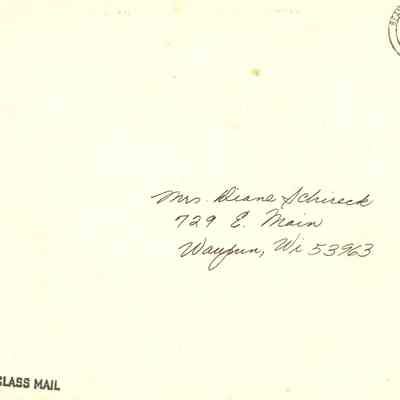 Mrs. Diane Schireck
729 E. Main
Waupun, Wi 53963
CLASS MAIL